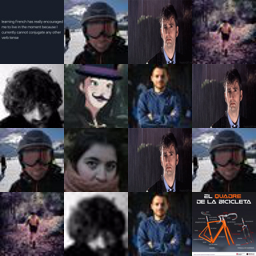 learning French has really encouraged
me to live in the moment because i
currently cannot conjugate any other
verb tense
EL QUADRE
DE LA BICICLETA